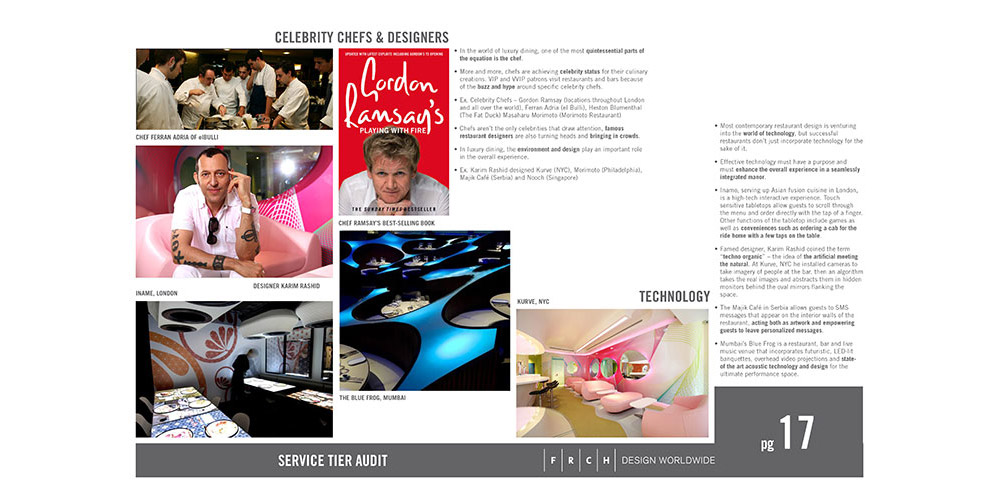 CELEBRITY CHEFS & DESIGNERS
CHEF FERRAN ADRIA OF elBULLI
UPDATED WITH LATEST EXPLOITS INCLUDING GORDON'S TV OPENING
Gordon
Ramsay's
PLAYING WITH FIRE
THE SUNDAY TIMES BESTSELLER
CHEF RAMSAY'S BEST-SELLING BOOK
• In the world of luxury dining, one of the most quintessential parts of
the equation is the chef.
• More and more, chefs are achieving celebrity status for their culinary
creations. VIP and VVIP patrons visit restaurants and bars because
of the buzz and hype around specific celebrity chefs.
• Ex. Celebrity Chefs – Gordon Ramsay (locations throughout London
and all over the world), Ferran Adria (el Bulli), Heston Blumenthal
(The Fat Duck) Masaharu Morimoto (Morimoto Restaurant)
• Chefs aren't the only celebrities that draw attention, famous
restaurant designers are also turning heads and bringing in crowds.
• In luxury dining, the environment and design play an important role
in the overall experience.
• Ex. Karim Rashid designed Kurve (NYC), Morimoto (Philadelphia),
Majik Café (Serbia) and Nooch (Singapore)
DESIGNER KARIM RASHID
INAME, LONDON
THE BLUE FROG, MUMBAI
TECHNOLOGY
KURVE, NYC
• Most contemporary restaurant design is venturing
into the world of technology, but successful
restaurants don't just incorporate technology for the
sake of it.
• Effective technology must have a purpose and
must enhance the overall experience in a seamlessly
integrated manor.
• Inamo, serving up Asian fusion cuisine in London,
is a high-tech interactive experience. Touch
sensitive tabletops allow guests to scroll through
the menu and order directly with the tap of a finger.
Other functions of the tabletop include games as
well as conveniences such as ordering a cab for the
ride home with a few taps on the table.
• Famed designer, Karim Rashid coined the term
"techno organic" – the idea of the artificial meeting
the natural. At Kurve, NYC he installed cameras to
take imagery of people at the bar, then an algorithm
takes the real images and abstracts them in hidden
monitors behind the oval mirrors flanking the
space.
• The Majik Café in Serbia allows guests to SMS
messages that appear on the interior walls of the
restaurant, acting both as artwork and empowering
guests to leave personalized messages.
• Mumbai's Blue Frog is a restaurant, bar and live
music venue that incorporates futuristic, LED-lit
banquettes, overhead video projections and state-
of the art acoustic technology and design for the
ultimate performance space.
SERVICE TIER AUDIT
F R C H DESIGN WORLDWIDE
pg 17